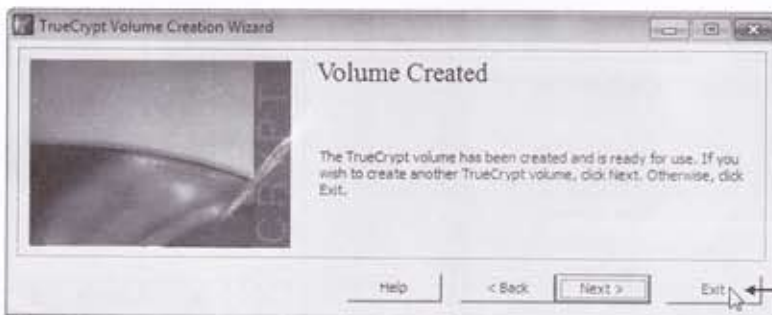 TrueCrypt Volume Creation Wizard
Volume Created
The TrueCrypt volume has been created and is ready for use. If you
wish to create another TrueCrypt volume, click Next. Otherwise, click
Exit.
Help
< Back
Next >
Exit